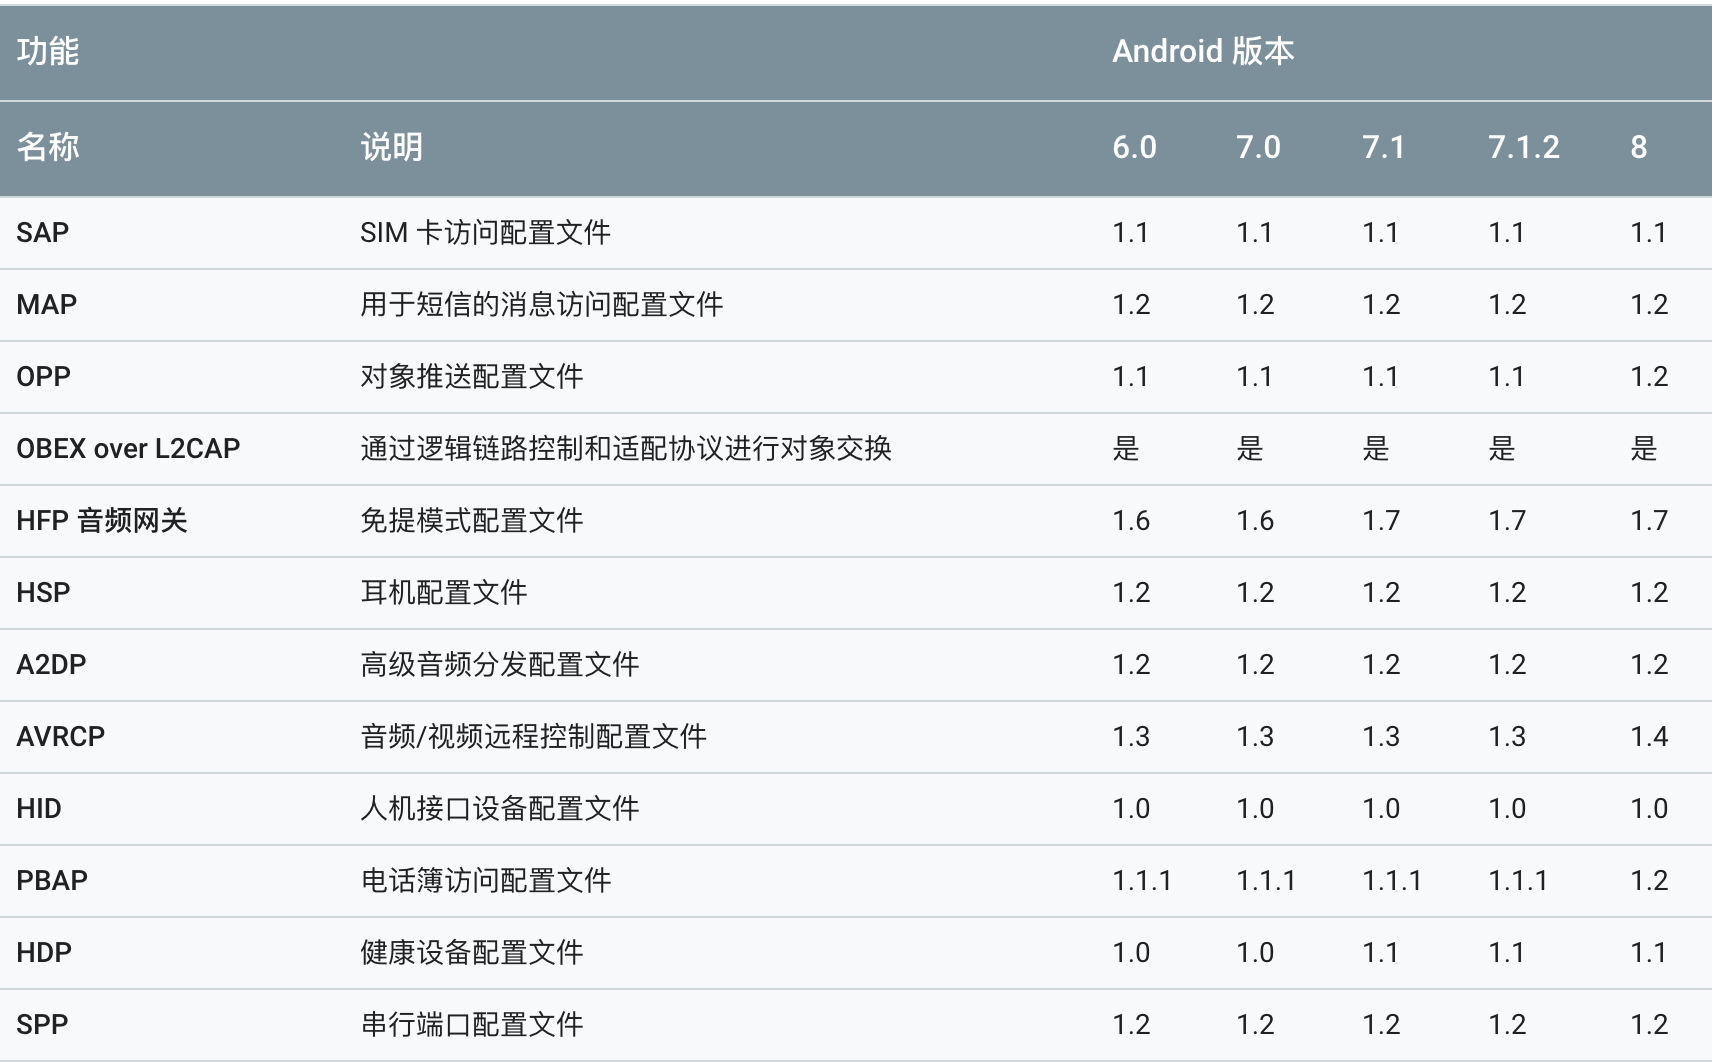 功能 Android 版本
名称 说明 6.0 7.0 7.1 7.1.2 8
SAP SIM 卡访问配置文件 1.1 1.1 1.1 1.1 1.1
MAP 用于短信的消息访问配置文件 1.2 1.2 1.2 1.2 1.2
OPP 对象推送配置文件 1.1 1.1 1.1 1.1 1.2
OBEX over L2CAP 通过逻辑链路控制和适配协议进行对象交换 是 是 是 是 是
HFP 音频网关 免提模式配置文件 1.6 1.6 1.7 1.7 1.7
HSP 耳机配置文件 1.2 1.2 1.2 1.2 1.2
A2DP 高级音频分发配置文件 1.2 1.2 1.2 1.2 1.2
AVRCP 音频/视频远程控制配置文件 1.3 1.3 1.3 1.3 1.4
HID 人机接口设备配置文件 1.0 1.0 1.0 1.0 1.0
PBAP 电话簿访问配置文件 1.1.1 1.1.1 1.1.1 1.1.1 1.2
HDP 健康设备配置文件 1.0 1.0 1.1 1.1 1.1
SPP 串行端口配置文件 1.2 1.2 1.2 1.2 1.2